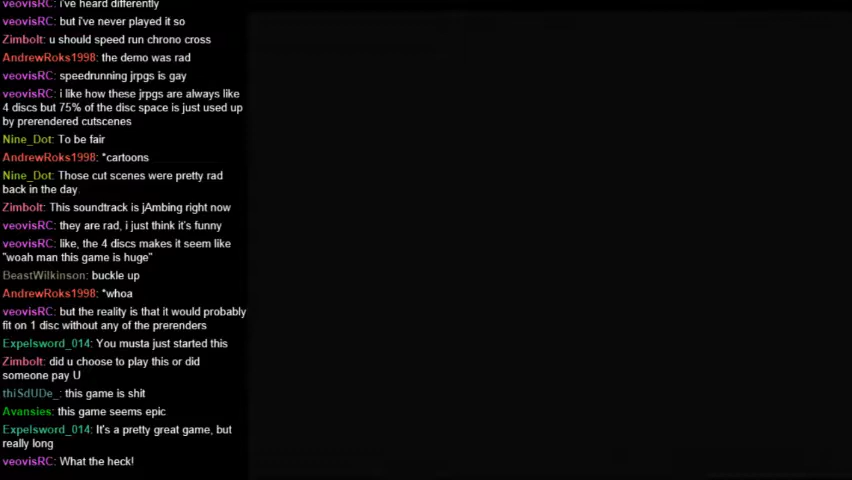 veovisRC: i've heard differently
veovisRC: but i've never played it so
Zimbolt: u should speed run chrono cross
AndrewRoks1998: the demo was rad
veovisRC: speedrunning jrpgs is gay
veovisRC: i like how these jrpgs are always like
4 discs but 75% of the disc space is just used up
by prerendered cutscenes
Nine_Dot: To be fair
AndrewRoks1998: *cartoons
Nine_Dot: Those cut scenes were pretty rad
back in the day.
Zimbolt: This soundtrack is jAmbing right now
veovisRC: they are rad, i just think it's funny
veovisRC: like, the 4 discs makes it seem like
"woah man this game is huge"
BeastWilkinson: buckle up
AndrewRoks1998: *whoa
veovisRC: but the reality is that it would probably
fit on 1 disc without any of the prerenders
Expelsword_014: You musta just started this
Zimbolt: did u choose to play this or did
someone pay U
thiSdUDe_: this game is shit
Avansies: this game seems epic
Expelsword_014: It's a pretty great game, but
really long
veovisRC: What the heck!